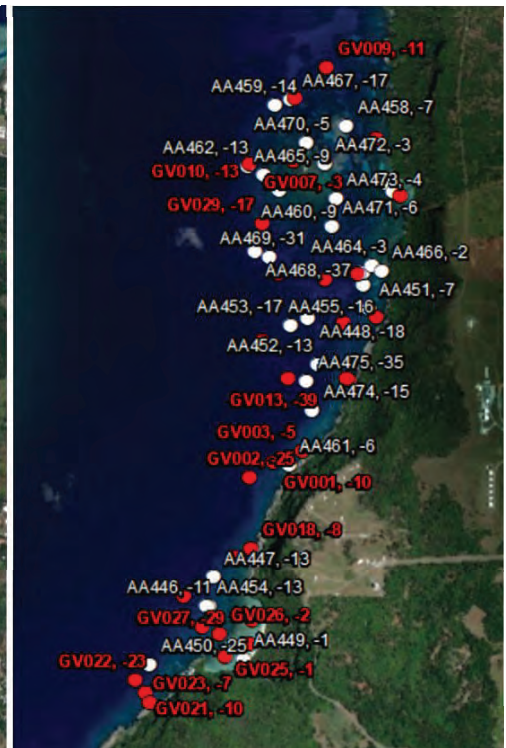 GV009, -11
AA459, -14 AA467, -17
AA458, -7
AA470, -5
AA462, -13 AA472, -3
GV010, -13 AA465, -9
GV007, -3 AA473, -4
GV029, -17 AA460, -9 AA471, -6
AA469, -31 AA464, -3 AA466, -2
AA468, -37
AA451, -7
AA453, -17 AA455, -16
AA448, -18
AA452, -13
AA475, -35
GV013, -39 AA474, -15
GV003, -5
AA461, -6
GV002, -25
GV001, -10
GV018, -8
AA447, -13
AA446, -11 AA454, -13
GV027, -29 GV026, -2
AA450, -25 AA449, -1
GV022, -23 GV025, -1
GV023, -7
GV021, -10